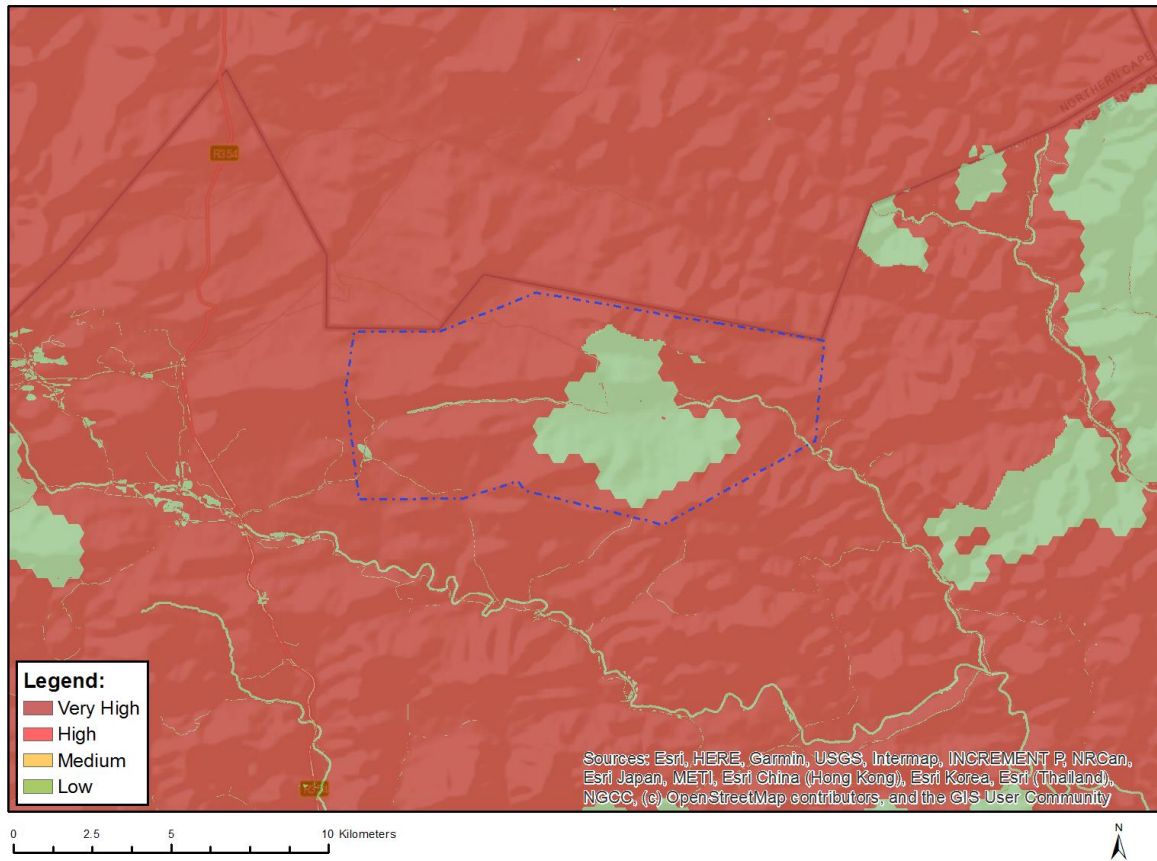 R354
NORTHERN CAPE
Legend:
Very High
High
Medium
Low
Sources: Esri, HERE, Garmin, USGS, Intermap, INCREMENT P, NRCan,
Esri Japan, METI, Esri China (Hong Kong), Esri Korea, Esri (Thailand),
NGCC, (c) OpenStreetMap contributors, and the GIS User Community
0 2.5 5 10 Kilometers
N